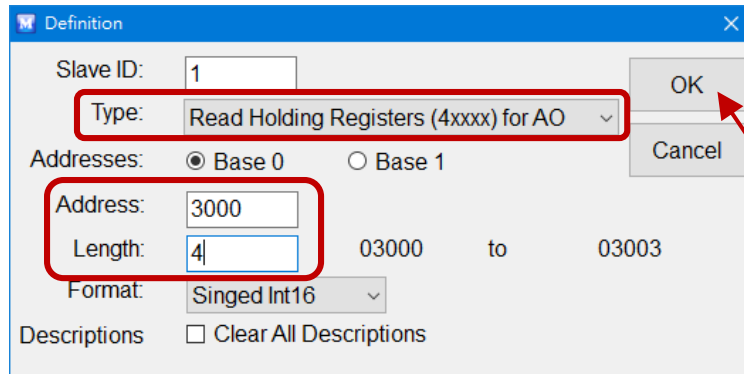 M Definition
Slave ID: 1
OK
Type: Read Holding Registers (4xxxx) for AO
Cancel
Addresses: Base 0 Base 1
Address: 3000
Length: 4 03000 to 03003
Format: Singed Int16
Descriptions Clear All Descriptions